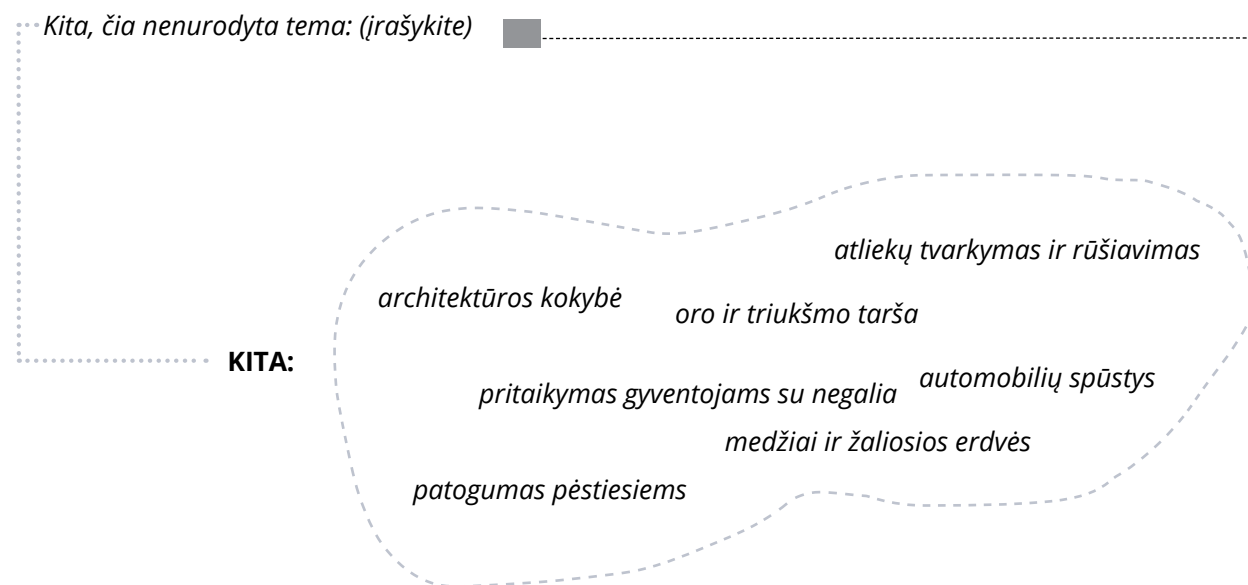 Kita, čia nenurodyta tema: (įrašykite)
atliekų tvarkymas ir rūšiavimas
architektūros kokybė
oro ir triukšmo tarša
KITA:
automobilių spūstys
pritaikymas gyventojams su negalia
medžiai ir žaliosios erdvės
patogumas pėstiesiems